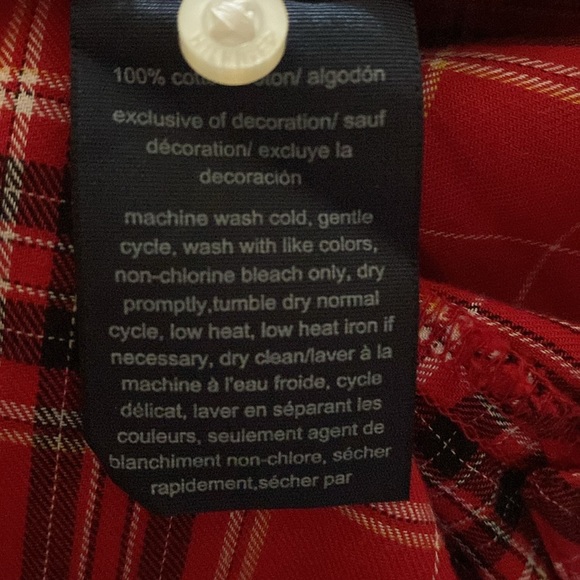 100% cotton/ algodón
exclusive of decoration/ sauf
décoration/ excluye la
decoración
machine wash cold, gentle
cycle, wash with like colors,
non-chlorine bleach only, dry
promptly,tumble dry normal
cycle, low heat, low heat iron if
necessary, dry clean/laver à la
machine à l'eau froide, cycle
délicat, laver en séparant les
couleurs, seulement agent de
blanchiment non-chlore, sécher
rapidement,sécher par